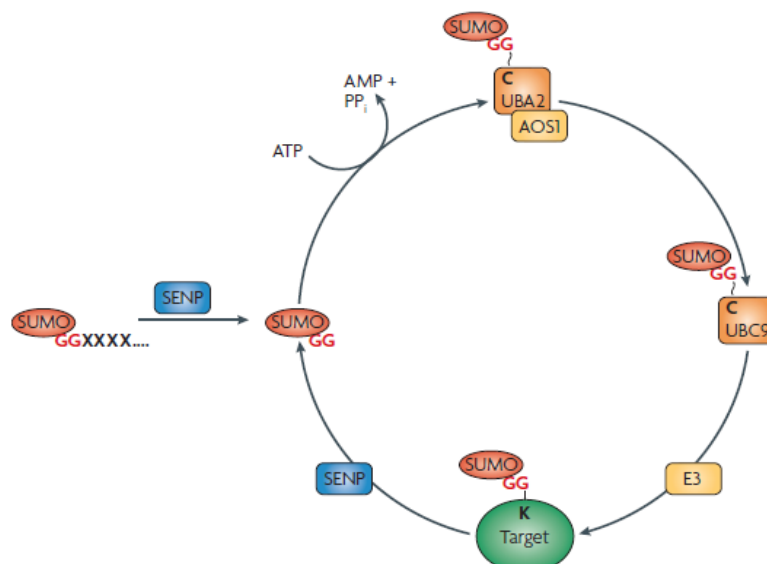 SUMO
GG
C
UBA2
AOS1
AMP +
PPi
ATP
SUMO
GG
C
UBC9
SENP
SUMO
GGXXXX....
SUMO
GG
SENP
SUMO
GG
K
Target
E3